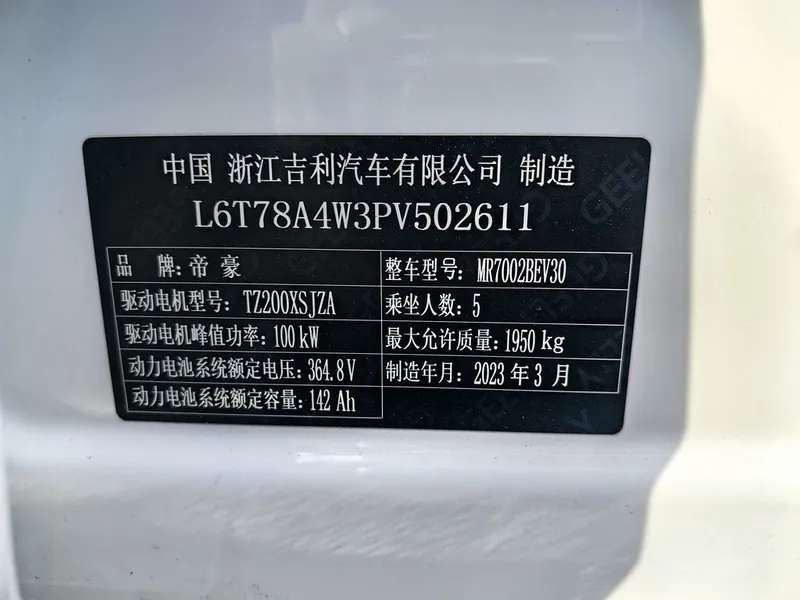 中国 浙江吉利汽车有限公司 制造
L6T78A4W3PV502611
品 牌:帝豪
整车型号: MR7002BEV30
驱动电机型号: TZ200XSJZA
乘坐人数: 5
驱动电机峰值功率: 100 kW
最大允许质量: 1950 kg
动力电池系统额定电压: 364.8V
制造年月: 2023 年 3 月
动力电池系统额定容量: 142 Ah